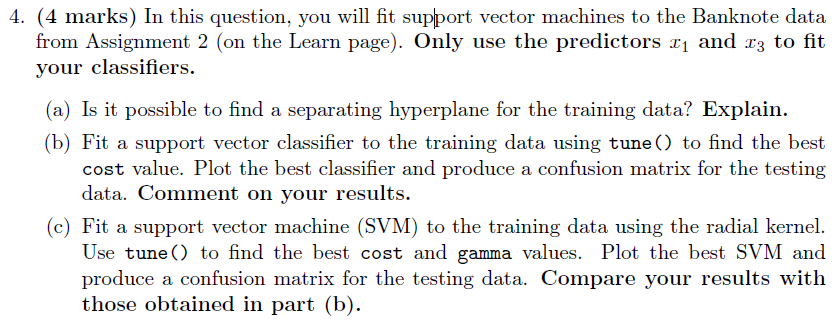 4. (4 marks) In this question, you will fit support vector machines to the Banknote data
from Assignment 2 (on the Learn page). Only use the predictors x₁ and x₃ to fit
your classifiers.
(a) Is it possible to find a separating hyperplane for the training data? Explain.
(b) Fit a support vector classifier to the training data using tune() to find the best
cost value. Plot the best classifier and produce a confusion matrix for the testing
data. Comment on your results.
(c) Fit a support vector machine (SVM) to the training data using the radial kernel.
Use tune() to find the best cost and gamma values. Plot the best SVM and
produce a confusion matrix for the testing data. Compare your results with
those obtained in part (b).